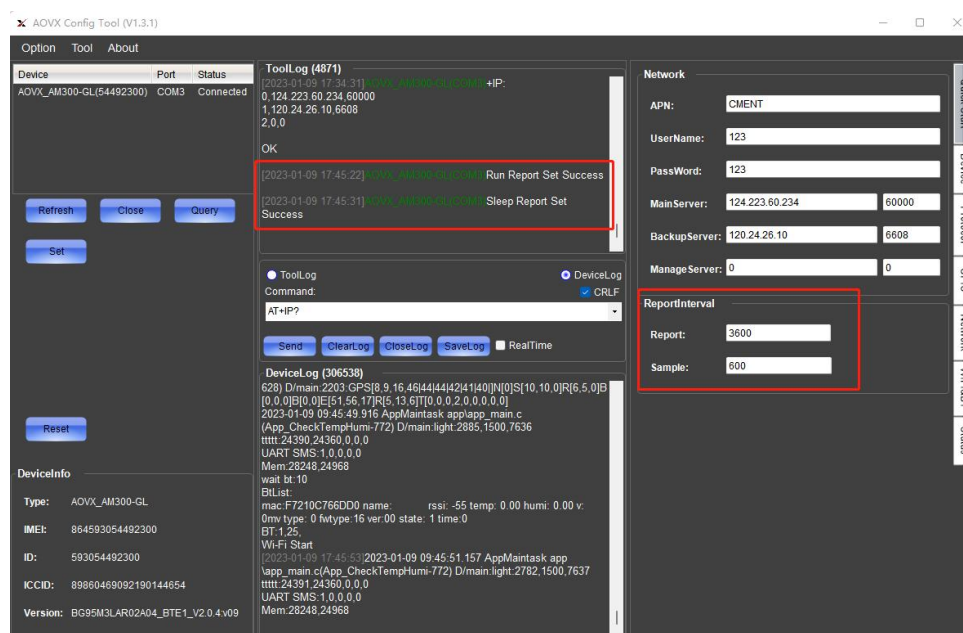 AOVX Config Tool (V1.3.1)
Option Tool About
Device Port Status
AOVX_AM300-GL(54492300) COM3 Connected
Refresh Close Query
Set
Reset
DeviceInfo
Type: AOVX_AM300-GL
IMEI: 864593054492300
ID: 593054492300
ICCID: 89860469092190144654
Version: BG95M3LAR02A04_BTE1_V2.0.4:v09
ToolLog (4871)
[2023-01-09 17:34:31]AOVX_AM300-GL(COM3)+IP:
0,124.223.60.234,60000
1,120.24.26.10,6608
2,0,0
OK
[2023-01-09 17:45:22]AOVX_AM300-GL(COM3)Run Report Set Success
[2023-01-09 17:45:31]AOVX_AM300-GL(COM3)Sleep Report Set
Success
ToolLog DeviceLog
Command: CRLF
AT+IP?
Send ClearLog CloseLog SaveLog RealTime
DeviceLog (306538)
628) D/main:2203:GPS[8,9,16,46|44|44|42|41|40|]N[0]S[10,10,0]R[6,5,0]B
[0,0,0]B[0,0]E[51,56,17]R[5,13,6]T[0,0,0,2,0,0,0,0,0]
2023-01-09 09:45:49.916 AppMaintask app\app_main.c
(App_CheckTempHumi-772) D/main:light:2885,1500,7636
ttttt:24390,24360,0,0,0
UART SMS:1,0,0,0,0
Mem:28248,24968
wait bt:10
BtList:
mac:F7210C766DD0 name: rssi: -55 temp: 0.00 humi: 0.00 v:
0mv type: 0 fwtype:16 ver:00 state: 1 time:0
BT:1,25,
Wi-Fi Start
[2023-01-09 17:45:53]2023-01-09 09:45:51.157 AppMaintask app
\app_main.c(App_CheckTempHumi-772) D/main:light:2782,1500,7637
ttttt:24391,24360,0,0,0
UART SMS:1,0,0,0,0
Mem:28248,24968
Network
APN: CMENT
UserName: 123
PassWord: 123
MainServer: 124.223.60.234 60000
BackupServer: 120.24.26.10 6608
ManageServer: 0 0
ReportInterval
Report: 3600
Sample: 600